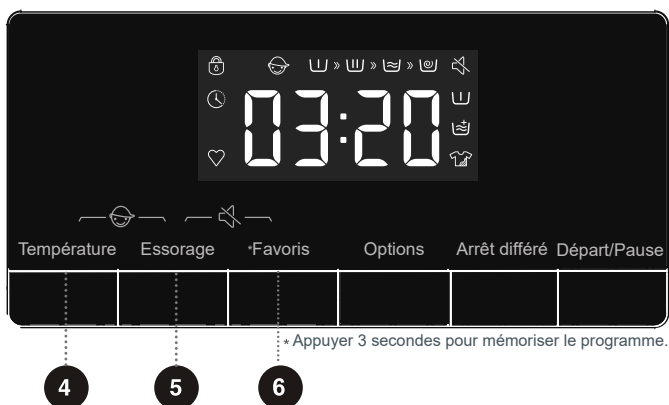 03:20
Température Essorage *Favoris Options Arrêt différé Départ/Pause
* Appuyer 3 secondes pour mémoriser le programme.
4 5 6